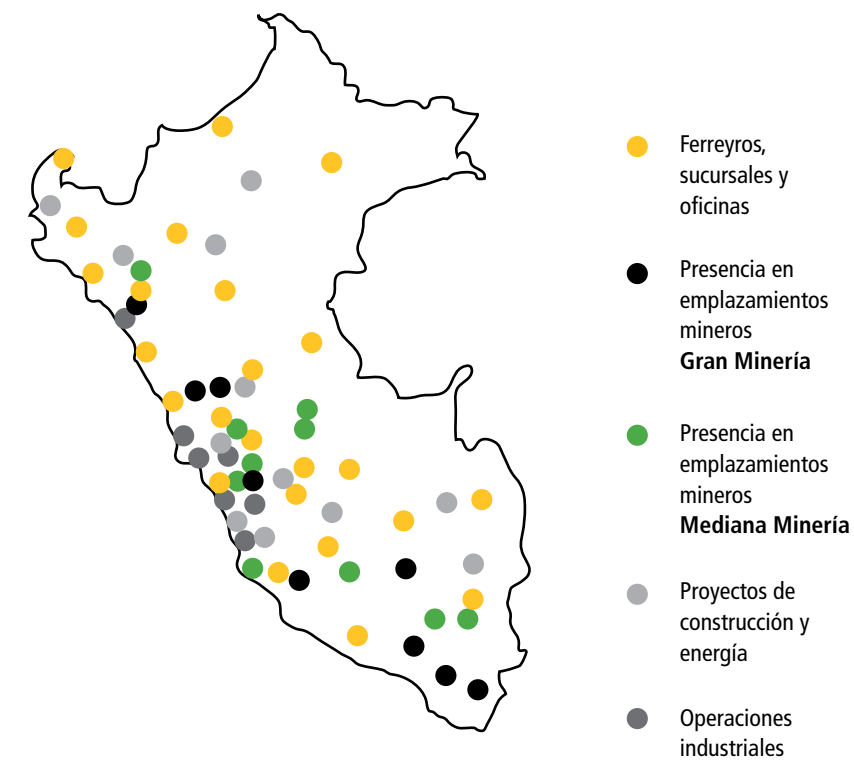 Ferreyros,
sucursales y
oficinas
Presencia en
emplazamientos
mineros
Gran Minería
Presencia en
emplazamientos
mineros
Mediana Minería
Proyectos de
construcción y
energía
Operaciones
industriales